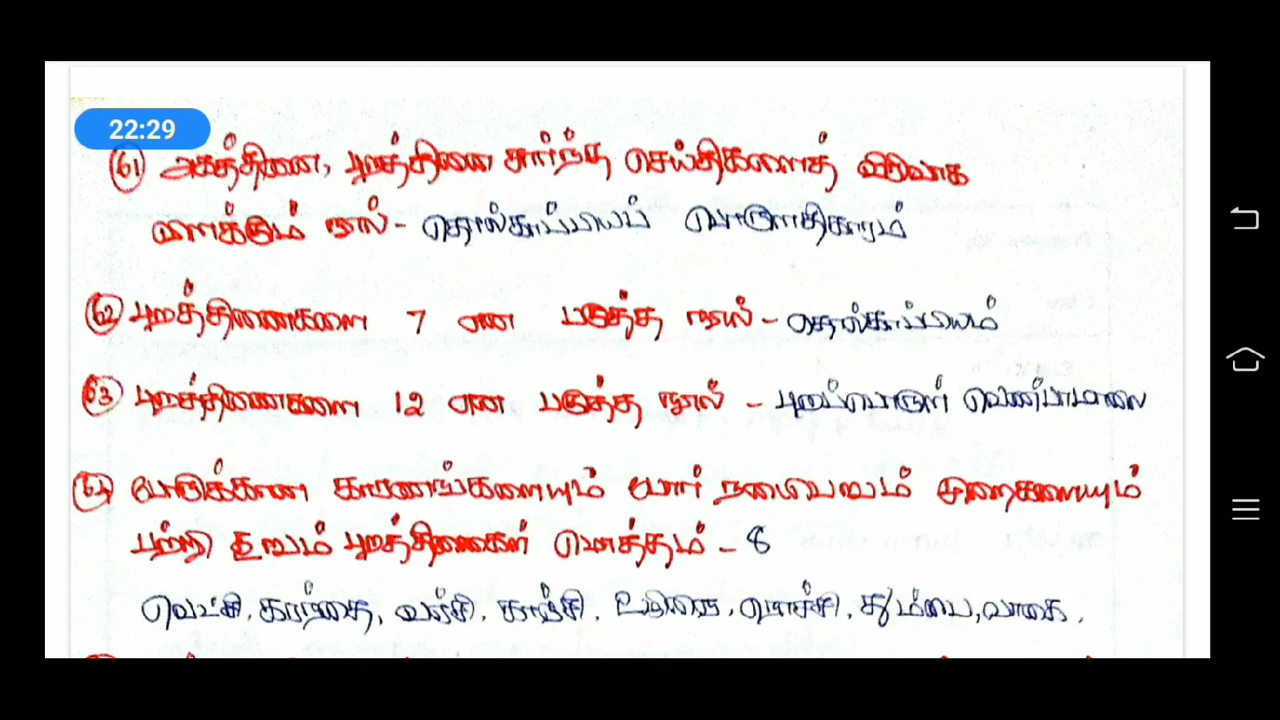 22:29
61 அகத்திணை, புறத்திணை சார்ந்த செய்திகளைத் விரிவாக
விளக்கும் நூல் - தொல்காப்பியப் பொருளதிகாரம்
62 புறத்திணைகளை 7 என பகுத்த நூல் - தொல்காப்பியம்
63 புறத்திணைகளை 12 என பகுத்த நூல் - புறப்பொருள் வெண்பாமாலை
64 போருக்கான காரணங்களையும் போர் நடைபெறும் முறைகளையும்
பற்றி கூறும் புறத்திணைகள் மொத்தம் - 8
வெட்சி, கரந்தை, வஞ்சி, காஞ்சி, உழிஞை, நொச்சி, தும்பை, வாகை,